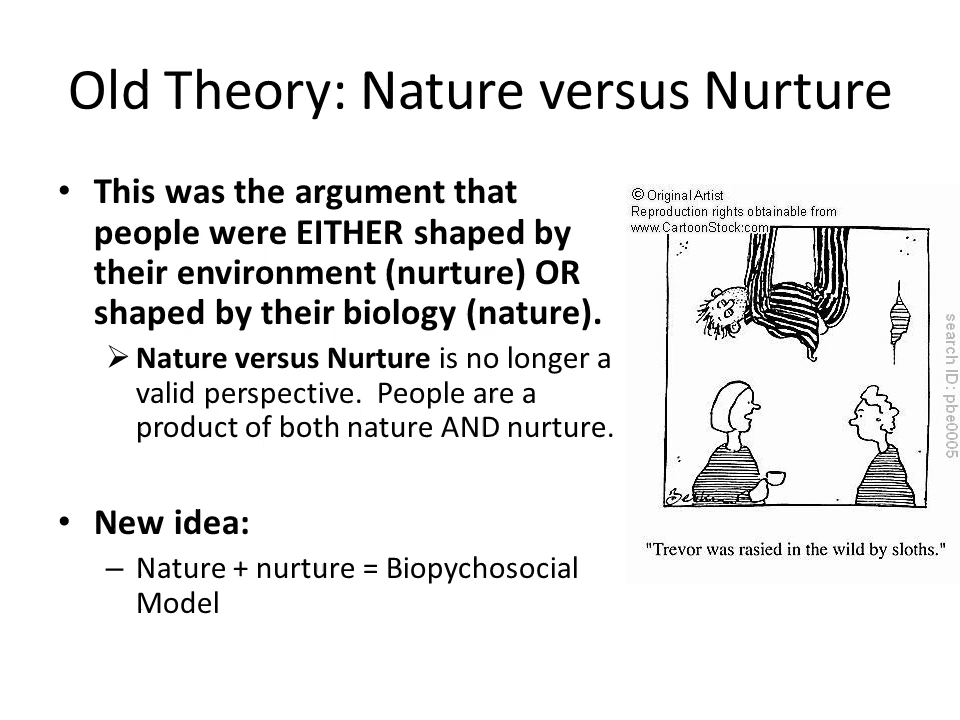 Old Theory: Nature versus Nurture
• This was the argument that
people were EITHER shaped by
their environment (nurture) OR
shaped by their biology (nature).
➢ Nature versus Nurture is no longer a
valid perspective. People are a
product of both nature AND nurture.
• New idea:
– Nature + nurture = Biopychosocial
Model
© Original Artist
Reproduction rights obtainable from
www.CartoonStock.com
search ID: pbe0005
"Trevor was rasied in the wild by sloths."